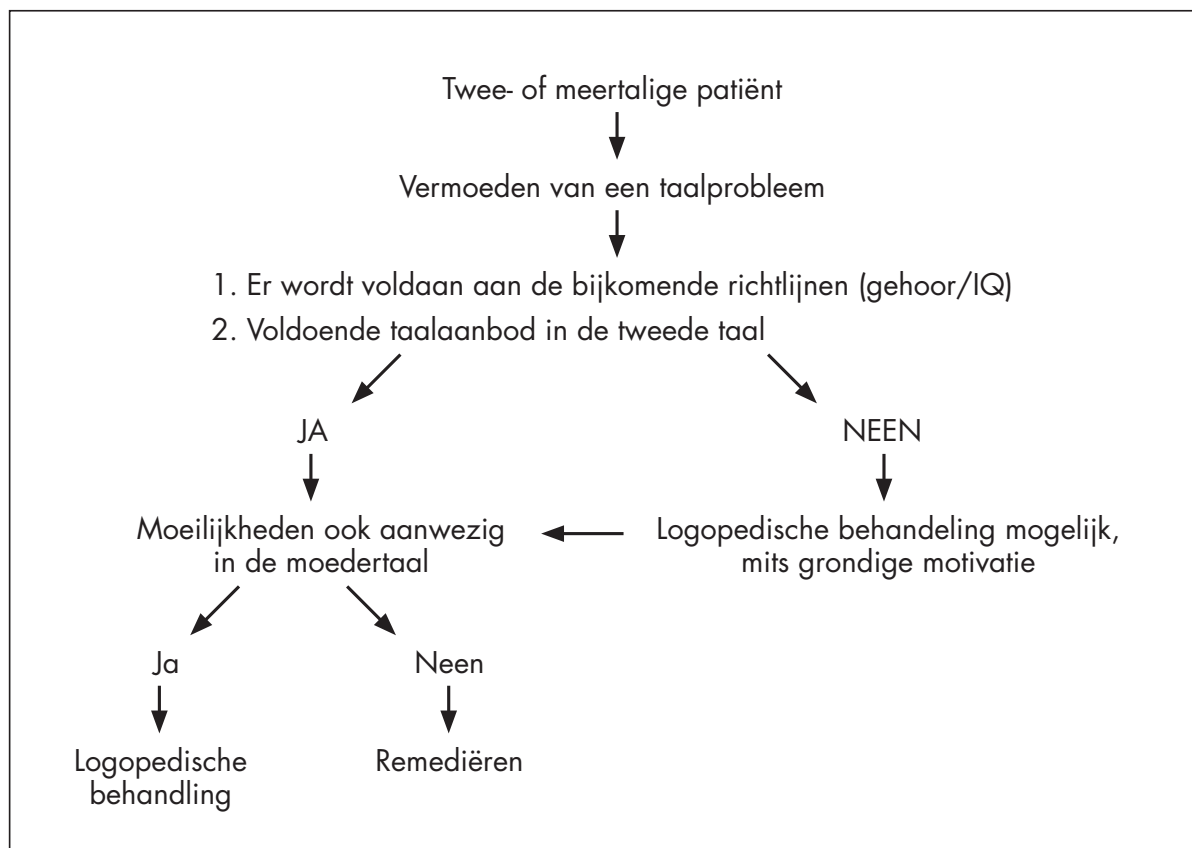 Twee- of meertalige patiënt
Vermoeden van een taalprobleem
1. Er wordt voldaan aan de bijkomende richtlijnen (gehoor/IQ)
2. Voldoende taalaanbod in de tweede taal
JA
NEEN
Moeilijkheden ook aanwezig
in de moedertaal
Logopedische behandeling mogelijk,
mits grondige motivatie
Ja
Neen
Logopedische
behandling
Remediëren